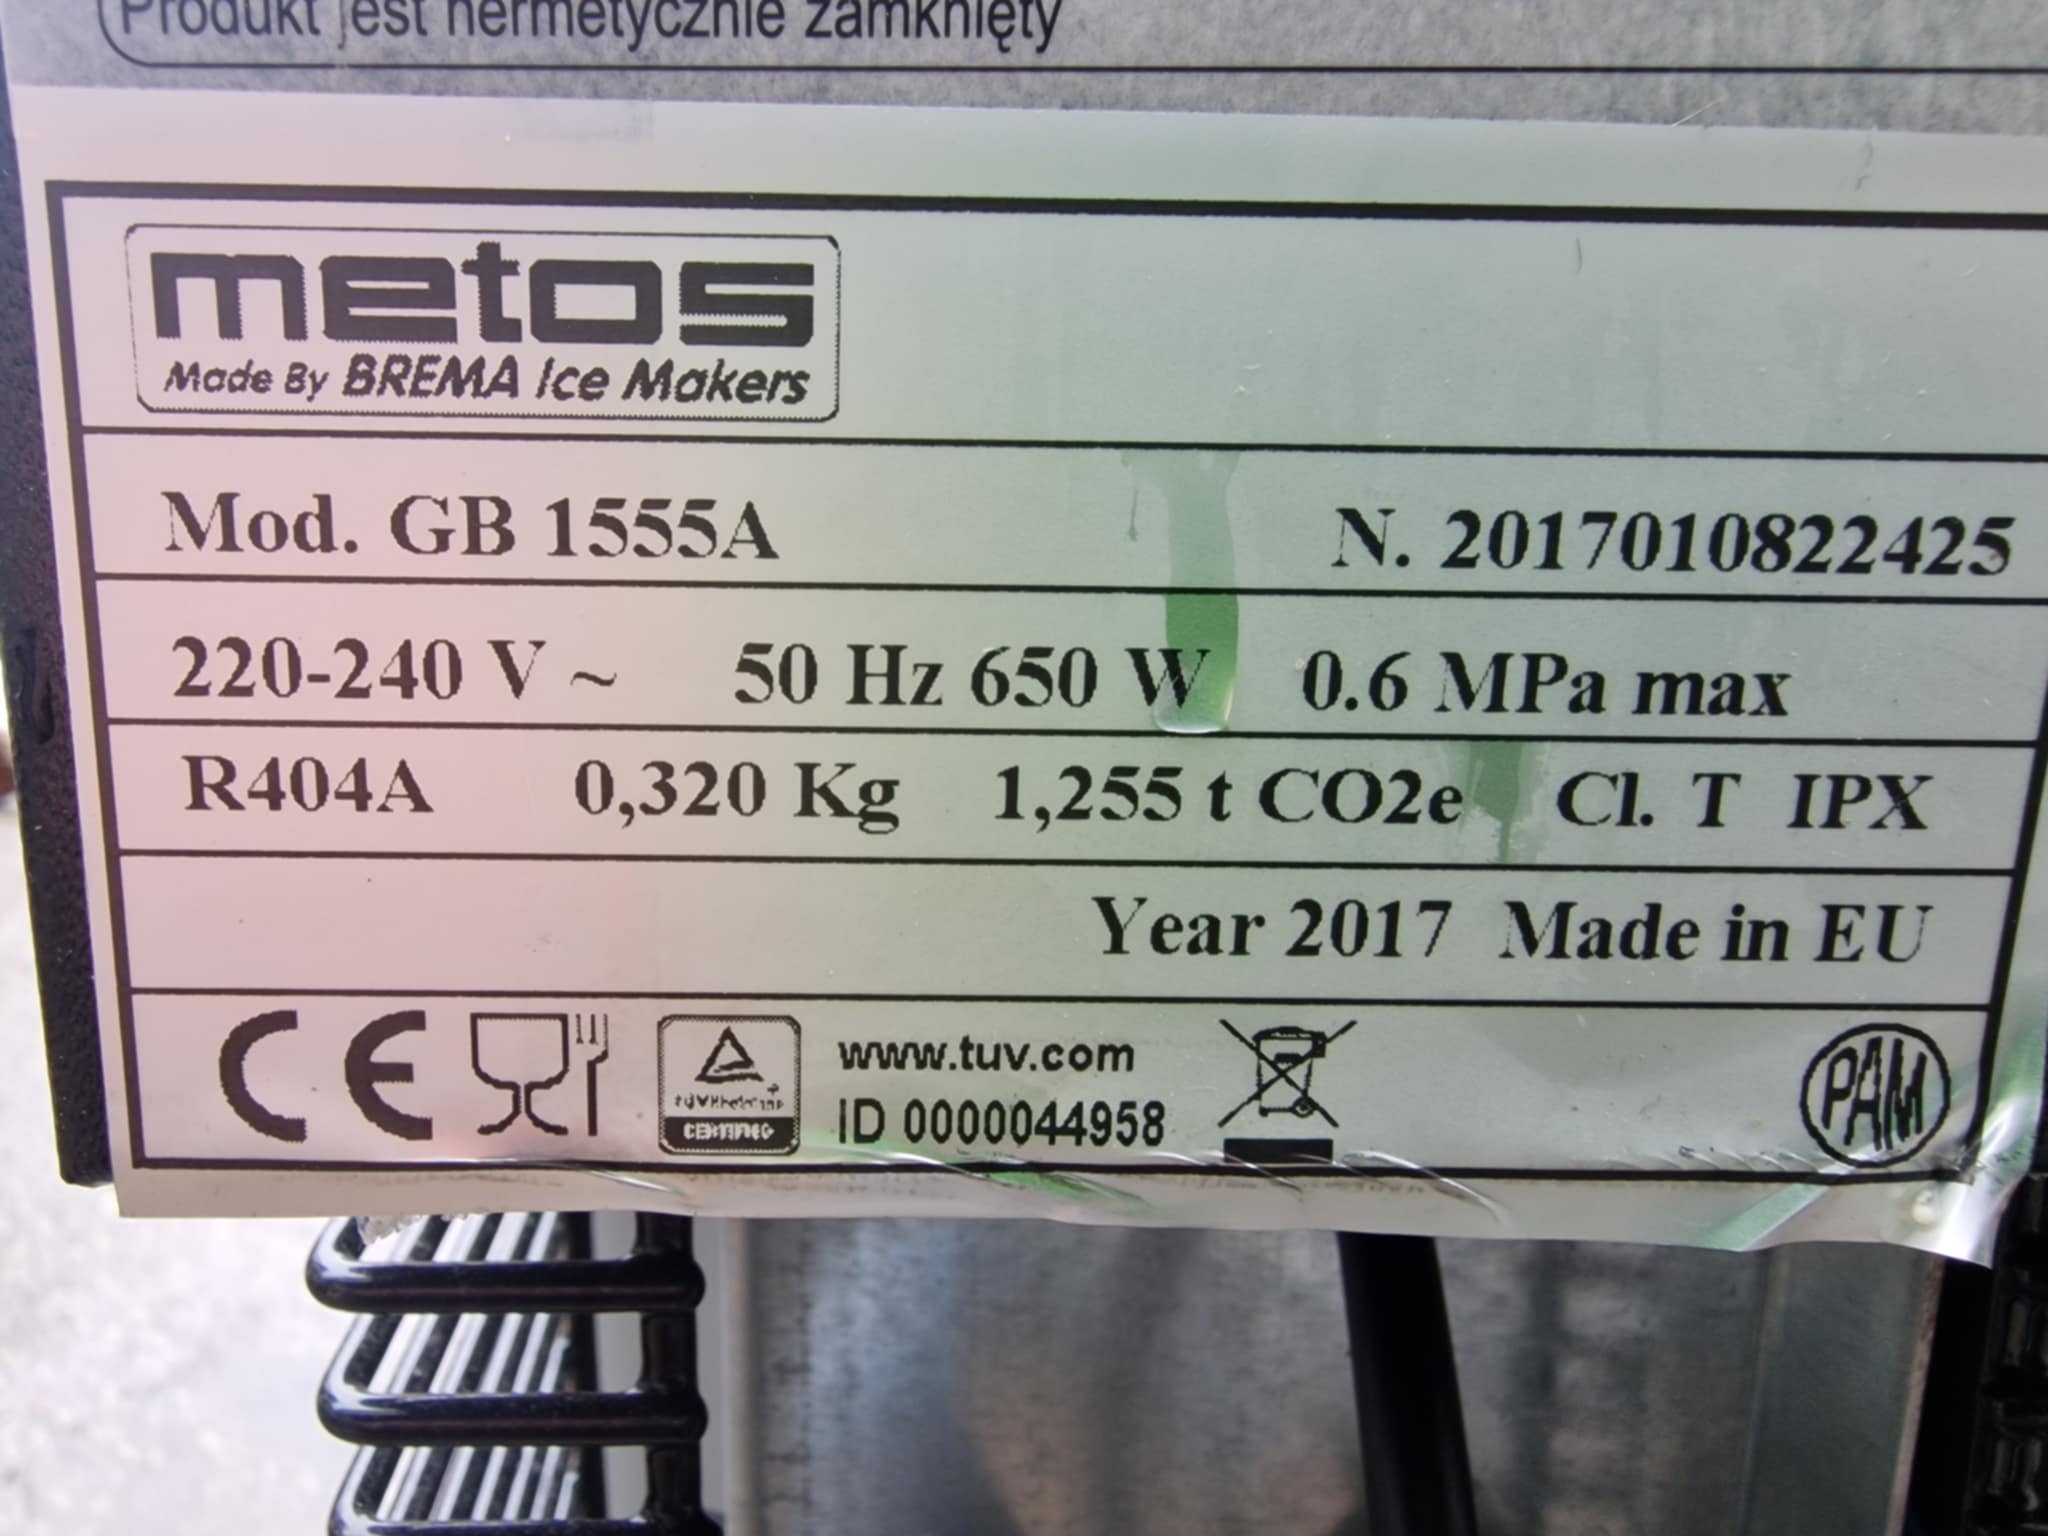 Produkt jest hermetycznie zamknięty
metos
Made By BREMA Ice Makers
Mod. GB 1555A N. 2017010822425
220-240 V ~ 50 Hz 650 W 0.6 MPa max
R404A 0,320 Kg 1,255 t CO2e Cl. T IPX
Year 2017 Made in EU
CE TÜVRheinland CERTIFIED www.tuv.com
ID 0000044958
PAM